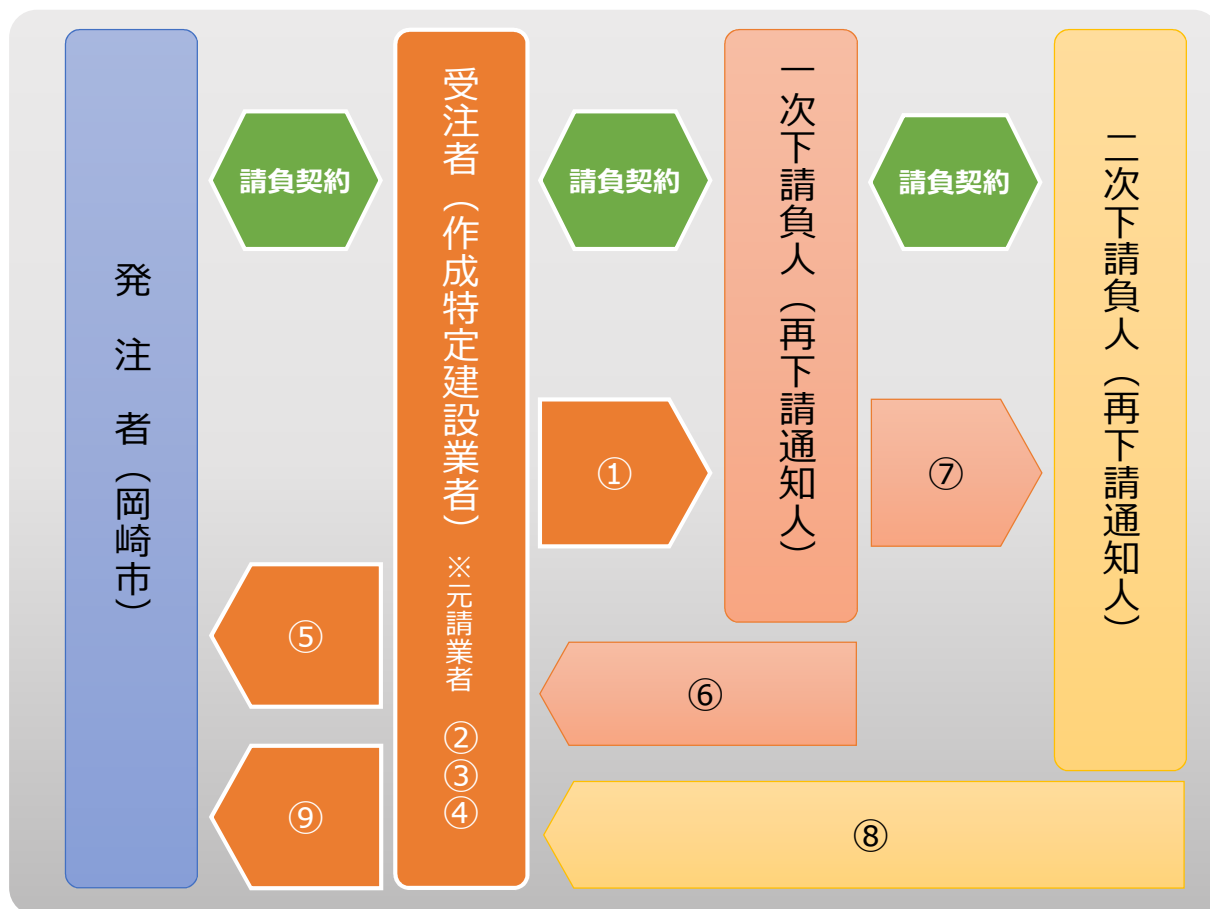 発注者(岡崎市)
請負契約
受注者(作成特定建設業者)※元請業者 ②
③
④
請負契約
一次下請負人(再下請通知人)
請負契約
二次下請負人(再下請通知人)
①
⑦
⑤
⑥
⑨
⑧